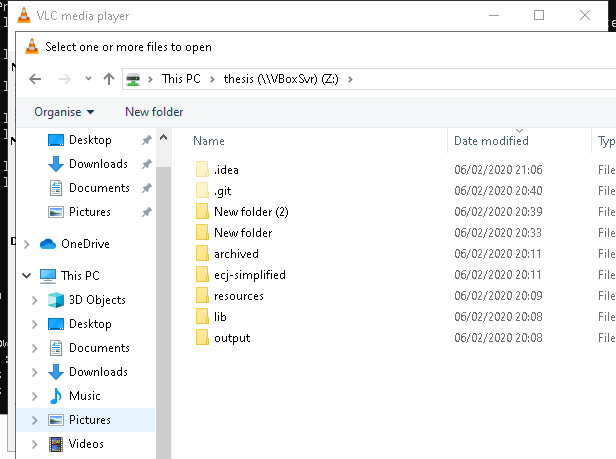 VLC media player
Select one or more files to open
This PC > thesis (\\VBoxSvr) (Z:) >
Organise New folder
Name Date modified Typ
Desktop
Downloads
Documents
Pictures
OneDrive
This PC
3D Objects
Desktop
Documents
Downloads
Music
Pictures
Videos
.idea 06/02/2020 21:06 File
.git 06/02/2020 20:40 File
New folder (2) 06/02/2020 20:39 File
New folder 06/02/2020 20:33 File
archived 06/02/2020 20:11 File
ecj-simplified 06/02/2020 20:11 File
resources 06/02/2020 20:09 File
lib 06/02/2020 20:08 File
output 06/02/2020 20:08 File